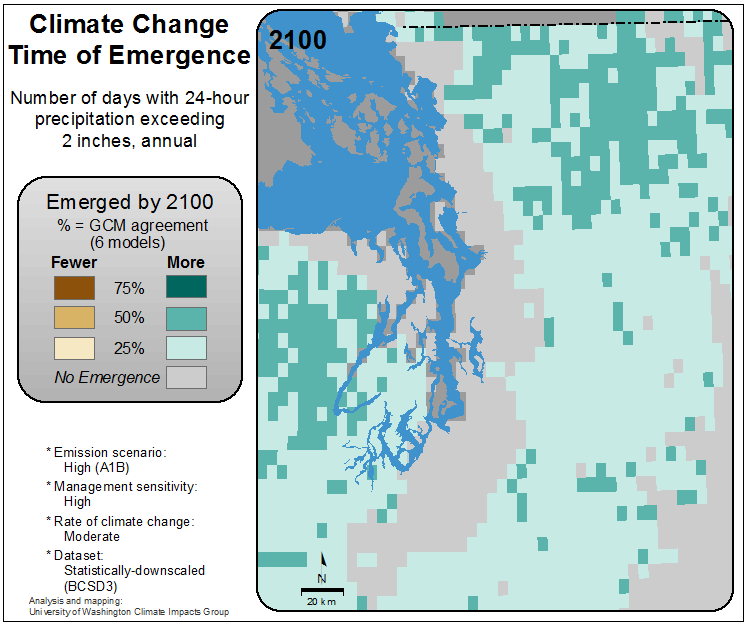 Climate Change
Time of Emergence
Number of days with 24-hour
precipitation exceeding
2 inches, annual
Emerged by 2100
% = GCM agreement
(6 models)
Fewer More
75%
50%
25%
No Emergence
* Emission scenario:
High (A1B)
* Management sensitivity:
High
* Rate of climate change:
Moderate
* Dataset:
Statistically-downscaled
(BCSD3)
Analysis and mapping:
University of Washington Climate Impacts Group
2100
N
20 km